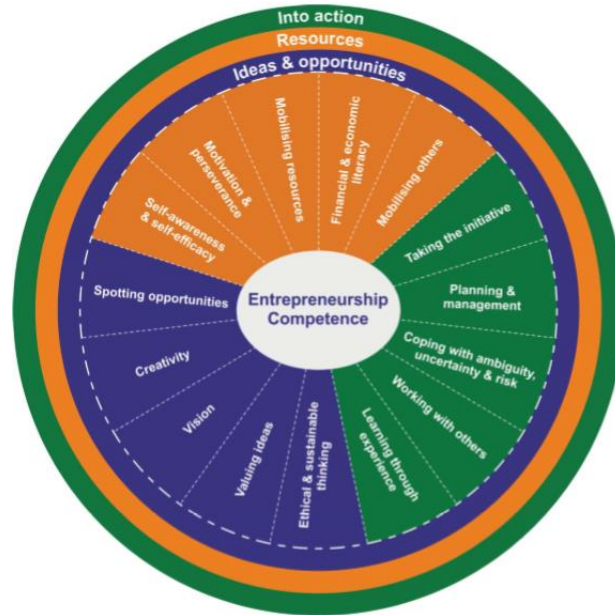 Into action
Resources
Ideas & opportunities
Self-awareness
& self-efficacy
Motivation &
perseverance
Mobilising resources
Financial & economic
literacy
Mobilising others
Taking the initiative
Planning &
management
Coping with ambiguity,
uncertainty & risk
Working with others
Learning through
experience
Ethical & sustainable
thinking
Valuing ideas
Vision
Creativity
Spotting opportunities
Entrepreneurship
Competence